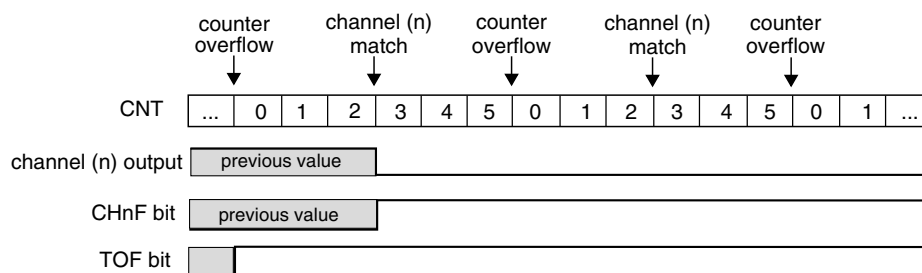 counter overflow
channel (n) match
counter overflow
channel (n) match
counter overflow
CNT ... 0 1 2 3 4 5 0 1 2 3 4 5 0 1 ...
channel (n) output previous value
CHnF bit previous value
TOF bit